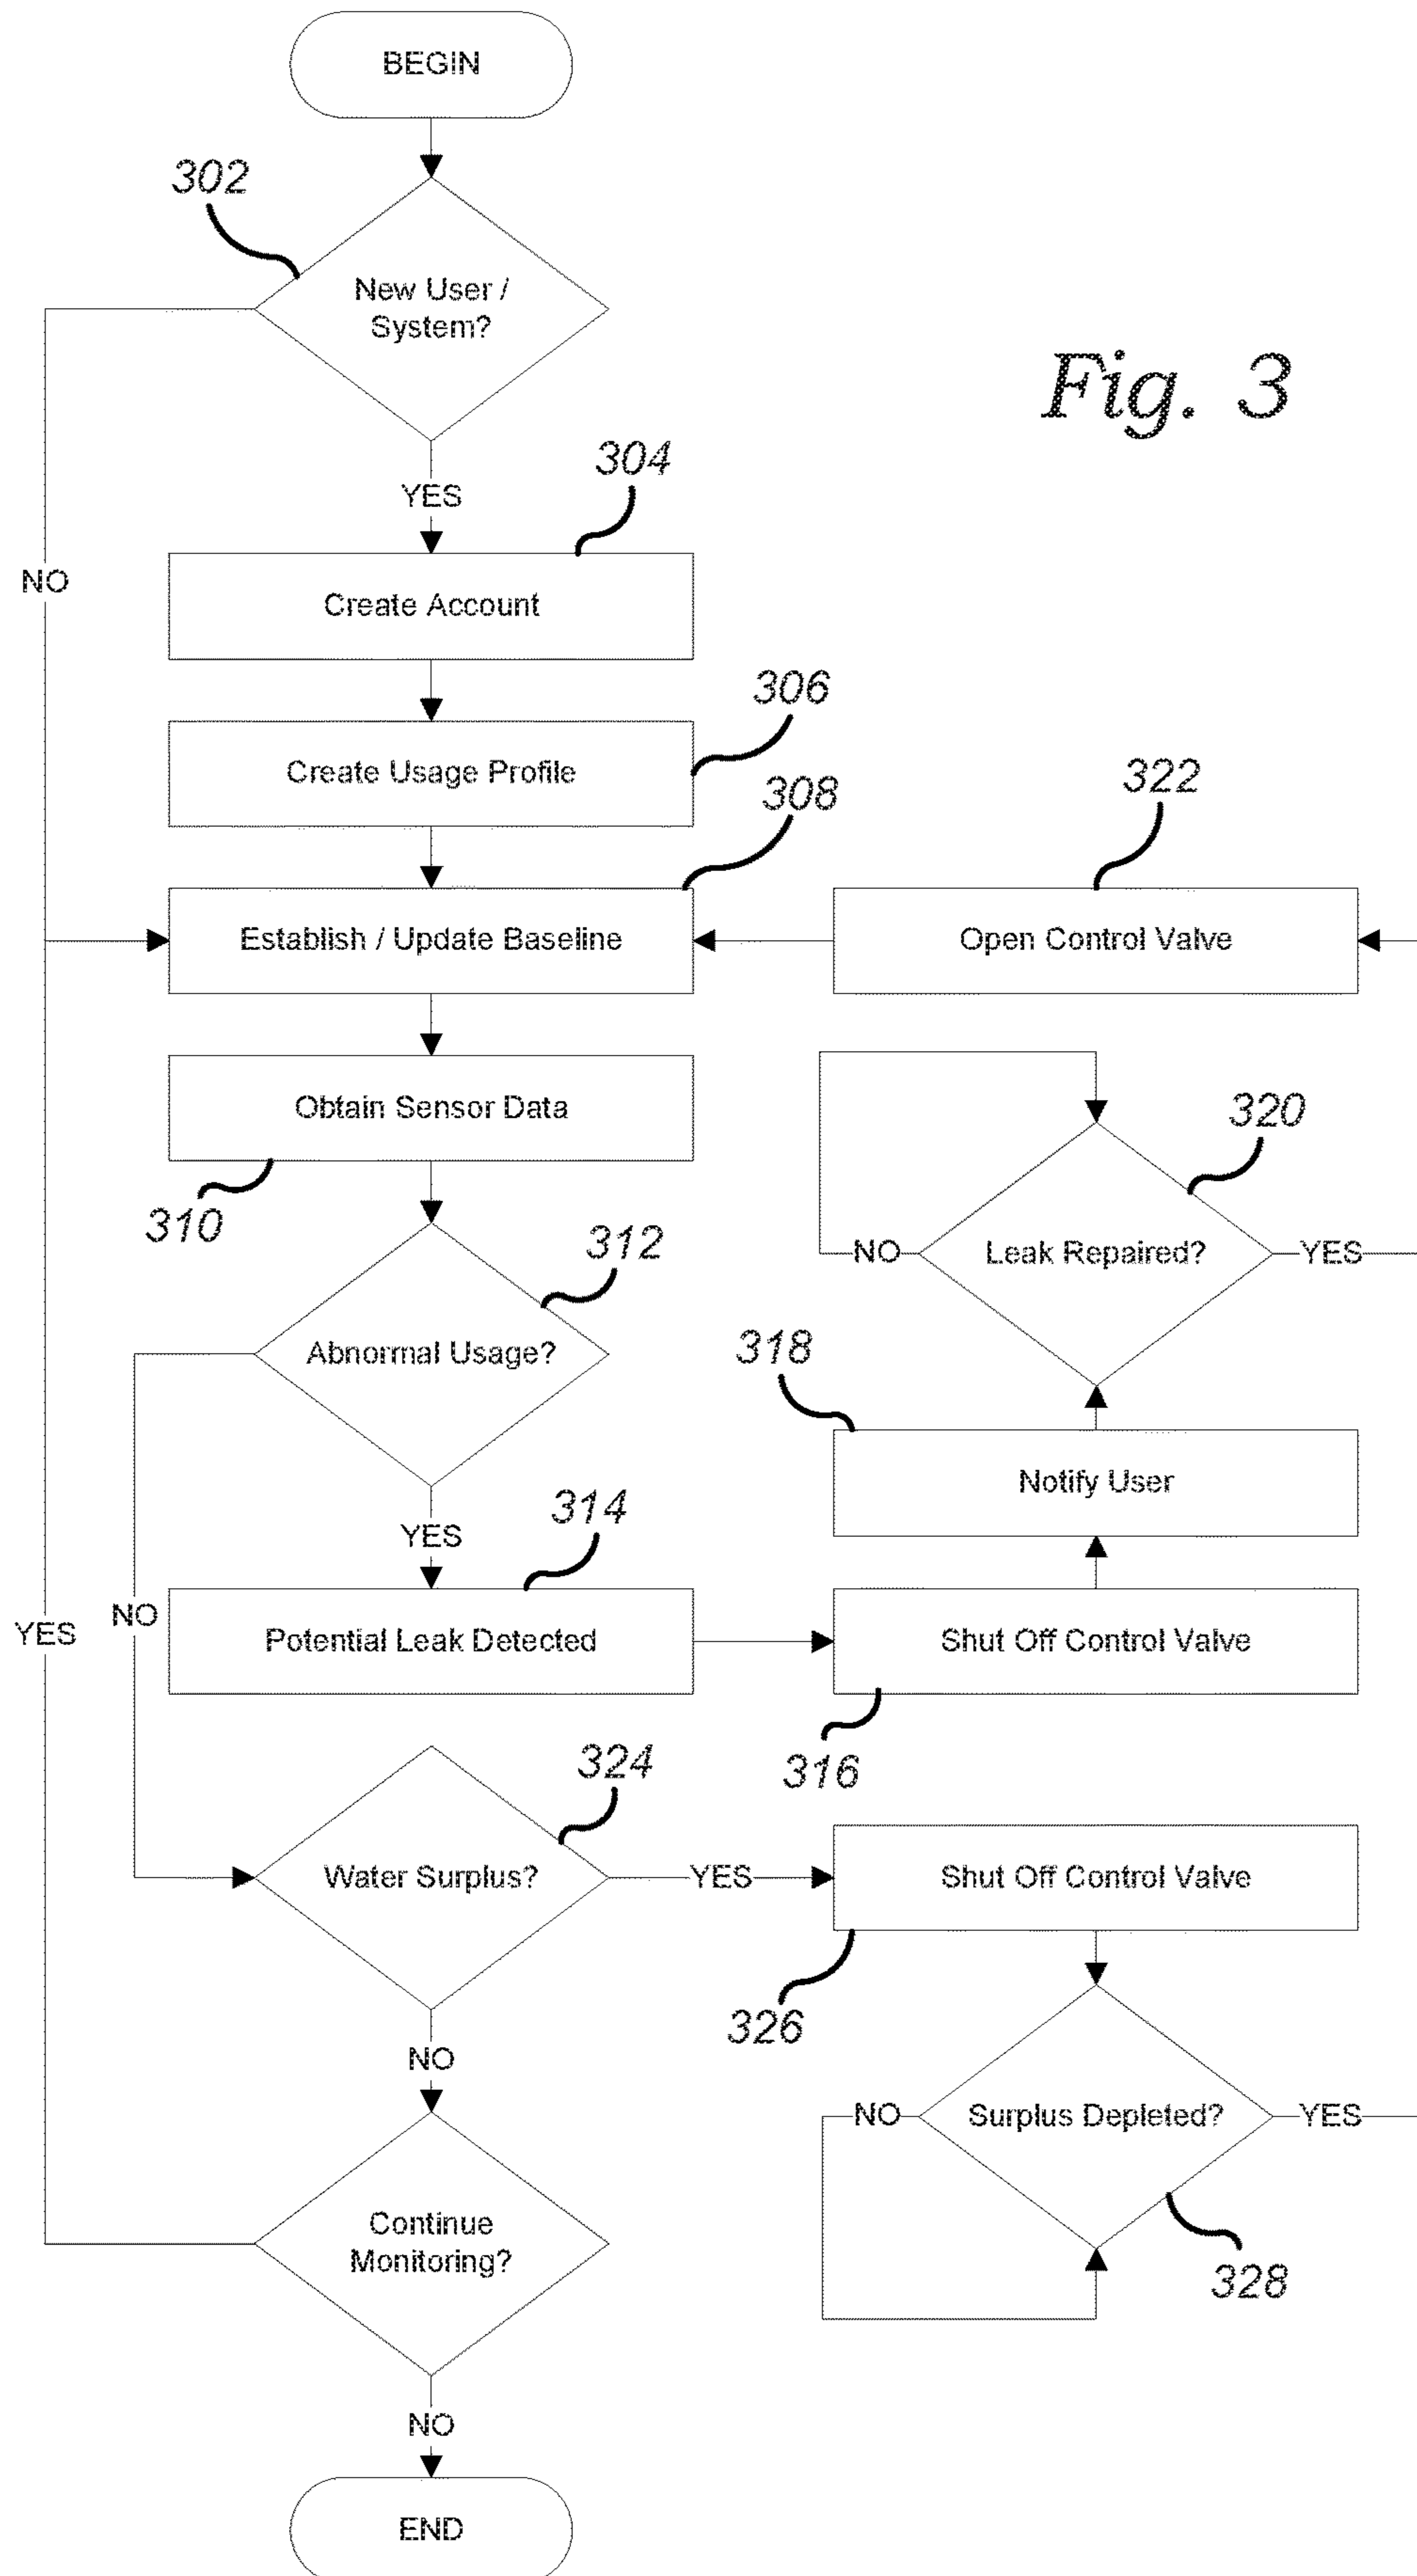 BEGIN
302
New User /
System?
Fig. 3
304
YES
NO
Create Account
306
Create Usage Profile
308
322
Establish / Update Baseline
Open Control Valve
Obtain Sensor Data
320
310
312
NO
Leak Repaired?
YES
Abnormal Usage?
318
Notify User
314
YES
NO
YES
Potential Leak Detected
Shut Off Control Valve
316
324
Water Surplus?
YES
Shut Off Control Valve
326
NO
NO
Surplus Depleted?
YES
Continue
Monitoring?
328
NO
END